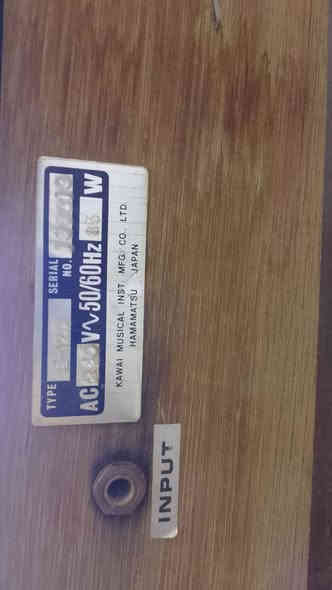 TYPE SERIAL NO.
AC V~50/60Hz W
KAWAI MUSICAL INST. MFG. CO. LTD.
HAMAMATSU JAPAN
INPUT